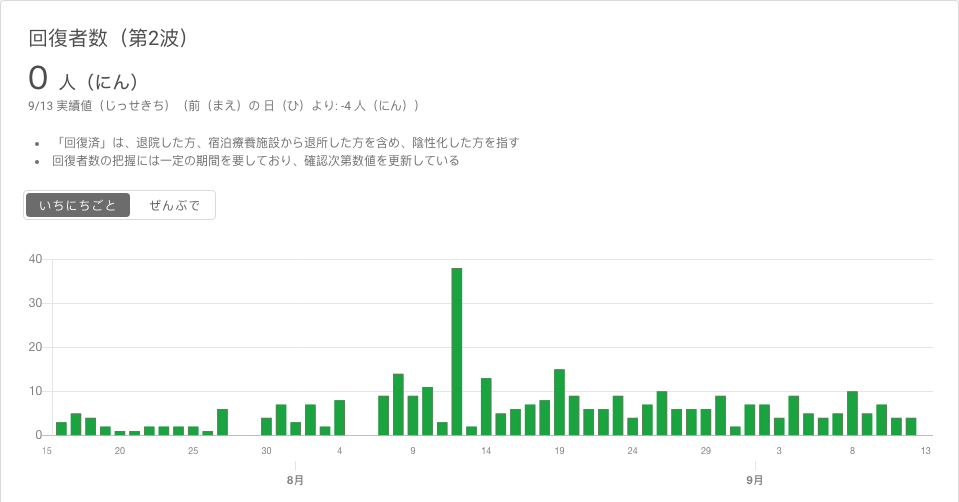 回復者数（第2波）
0 人（にん）
9/13 実績値（じっせきち）（前（まえ）の 日（ひ）より: -4 人（にん））
• 「回復済」は、退院した方、宿泊療養施設から退所した方を含め、陰性化した方を指す
• 回復者数の把握には一定の期間を要しており、確認次第数値を更新している
いちにちごと ぜんぶで
40
30
20
10
0
15 20 25 30 4 9 14 19 24 29 3 8 13
8月 9月